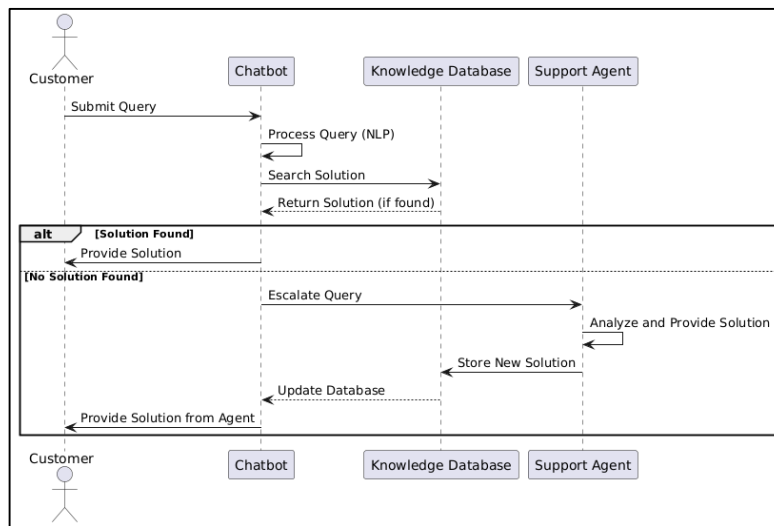 Customer
Chatbot
Knowledge Database
Support Agent
Submit Query
Process Query (NLP)
Search Solution
Return Solution (if found)
alt
[Solution Found]
Provide Solution
[No Solution Found]
Escalate Query
Analyze and Provide Solution
Store New Solution
Update Database
Provide Solution from Agent
Customer
Chatbot
Knowledge Database
Support Agent